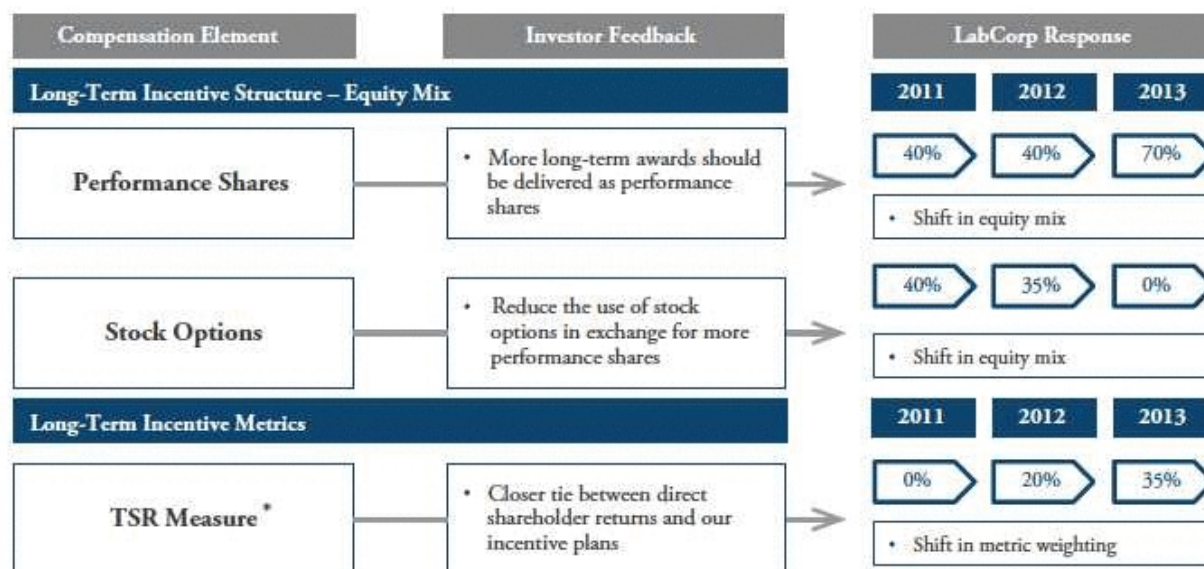 Compensation Element
Investor Feedback
LabCorp Response
Long-Term Incentive Structure – Equity Mix
2011
2012
2013
Performance Shares
• More long-term awards should
be delivered as performance
shares
40%
40%
70%
• Shift in equity mix
Stock Options
• Reduce the use of stock
options in exchange for more
performance shares
40%
35%
0%
• Shift in equity mix
Long-Term Incentive Metrics
2011
2012
2013
TSR Measure*
• Closer tie between direct
shareholder returns and our
incentive plans
0%
20%
35%
• Shift in metric weighting